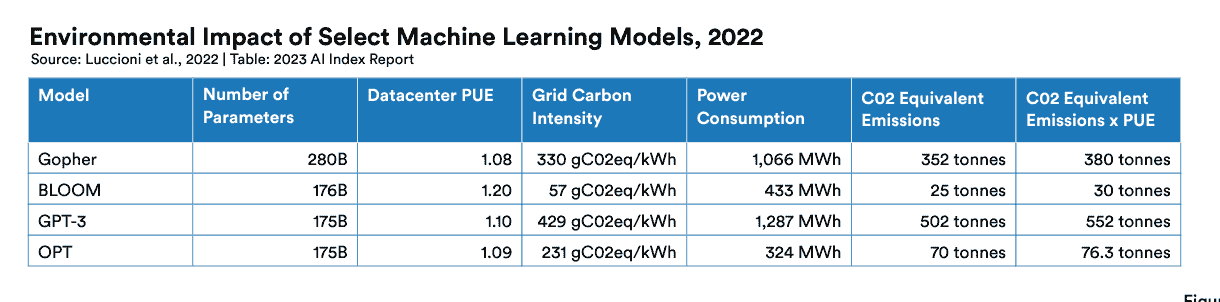 Environmental Impact of Select Machine Learning Models, 2022
Source: Luccioni et al., 2022 | Table: 2023 AI Index Report
Model
Number of
Parameters
Datacenter PUE
Grid Carbon
Intensity
Power
Consumption
C02 Equivalent
Emissions
C02 Equivalent
Emissions x PUE
Gopher 280B 1.08 330 gC02eq/kWh 1,066 MWh 352 tonnes 380 tonnes
BLOOM 176B 1.20 57 gC02eq/kWh 433 MWh 25 tonnes 30 tonnes
GPT-3 175B 1.10 429 gC02eq/kWh 1,287 MWh 502 tonnes 552 tonnes
OPT 175B 1.09 231 gC02eq/kWh 324 MWh 70 tonnes 76.3 tonnes